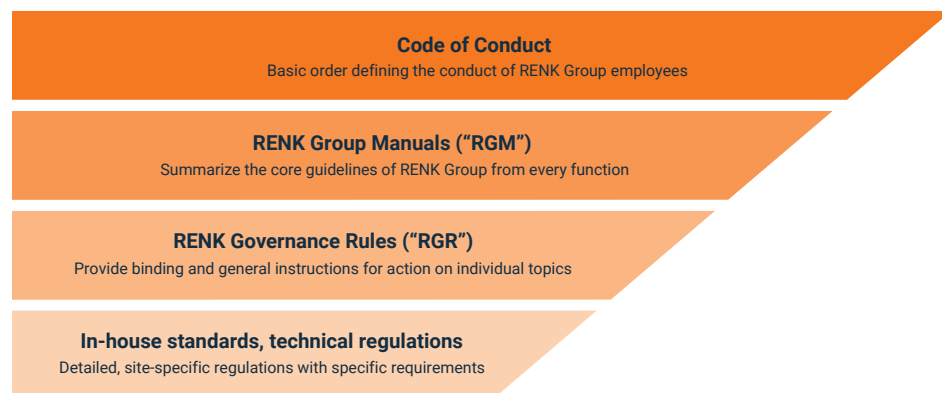 Code of Conduct
Basic order defining the conduct of RENK Group employees
RENK Group Manuals (“RGM”)
Summarize the core guidelines of RENK Group from every function
RENK Governance Rules (“RGR”)
Provide binding and general instructions for action on individual topics
In-house standards, technical regulations
Detailed, site-specific regulations with specific requirements